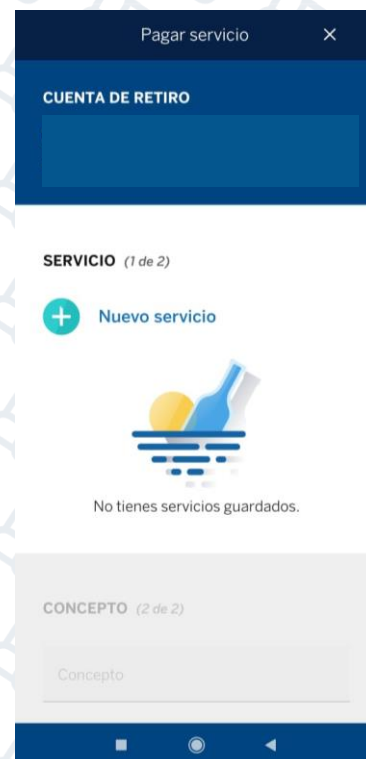 Pagar servicio
CUENTA DE RETIRO
SERVICIO (1 de 2)
Nuevo servicio
No tienes servicios guardados.
CONCEPTO (2 de 2)
Concepto